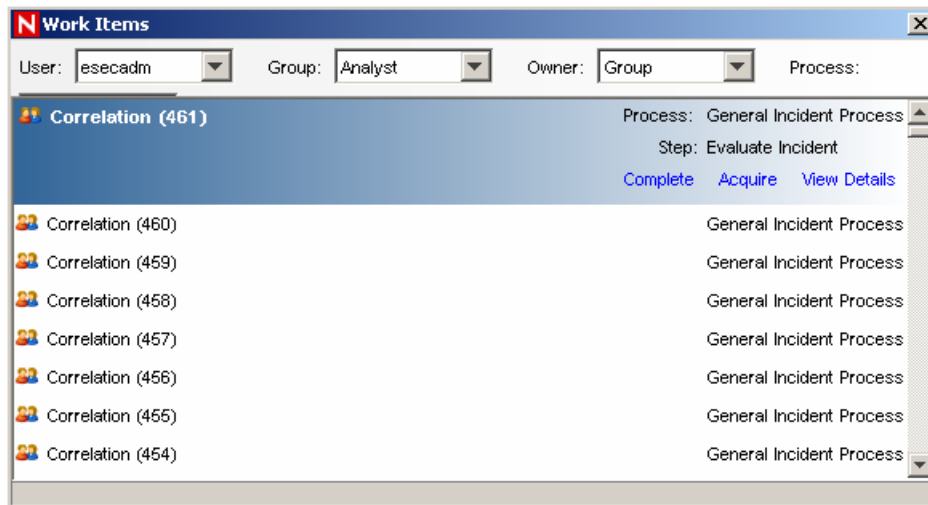 N Work Items
User: esecadm Group: Analyst Owner: Group Process:
Correlation (461) Process: General Incident Process
Step: Evaluate Incident
Complete Acquire View Details
Correlation (460) General Incident Process
Correlation (459) General Incident Process
Correlation (458) General Incident Process
Correlation (457) General Incident Process
Correlation (456) General Incident Process
Correlation (455) General Incident Process
Correlation (454) General Incident Process